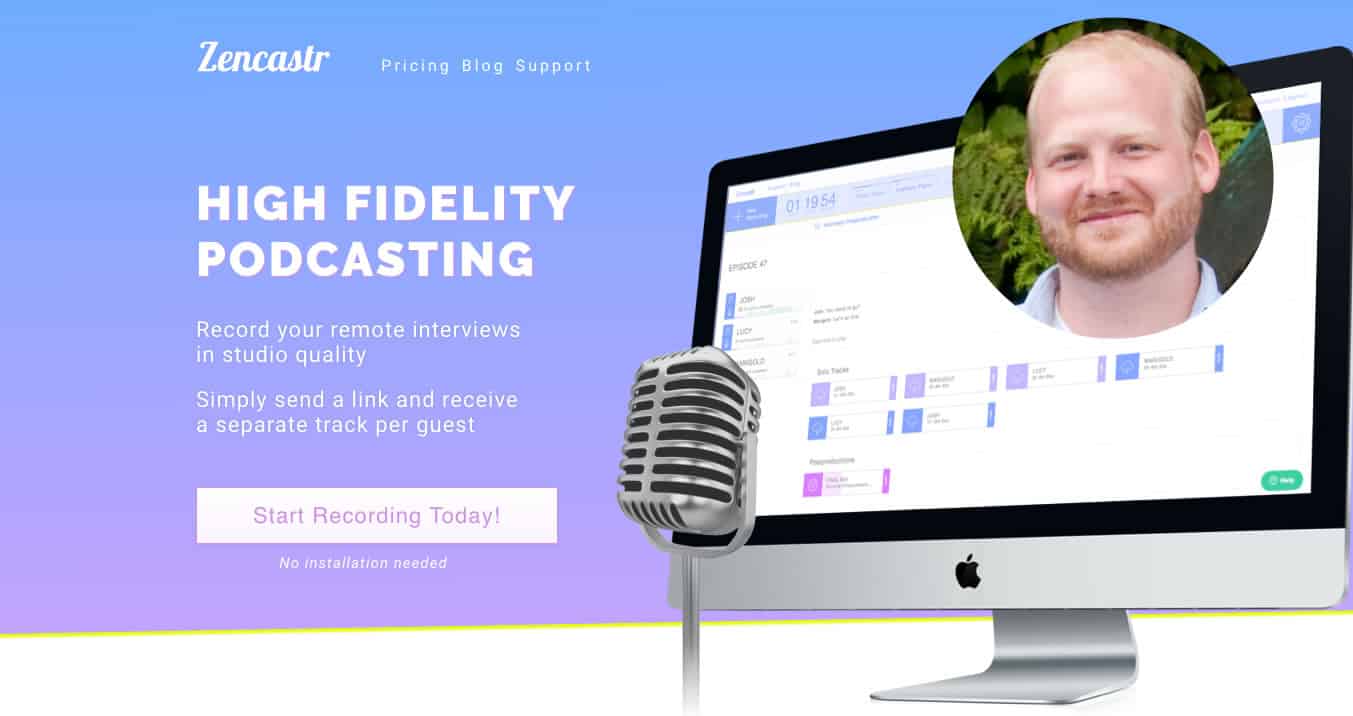 Zencastr
Pricing Blog Support
HIGH FIDELITY
PODCASTING
Record your remote interviews
in studio quality
Simply send a link and receive
a separate track per guest
Start Recording Today!
No installation needed
01 19 54
EPISODE 47
JOSH
LUCY
MARIGOLD
Solo Tracks
JOSH
MARIGOLD
LUCY
MARIGOLD
LUCY
JOSH
Postproductions
Help